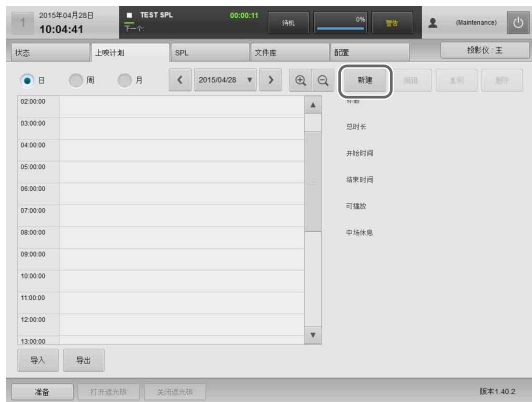 1
2015年04月28日
10:04:41
TEST SPL
00:00:11
下一个:
待机
0%
警告
(Maintenance)
状态
上映计划
SPL
文件库
配置
投影仪 : 主
日
周
月
2015/04/28
新建
编辑
复制
删除
02:00:00
03:00:00
04:00:00
05:00:00
06:00:00
07:00:00
08:00:00
09:00:00
10:00:00
11:00:00
12:00:00
13:00:00
标题
总时长
开始时间
结束时间
可播放
中场休息
导入
导出
准备
打开遮光板
关闭遮光板
版本1.40.2